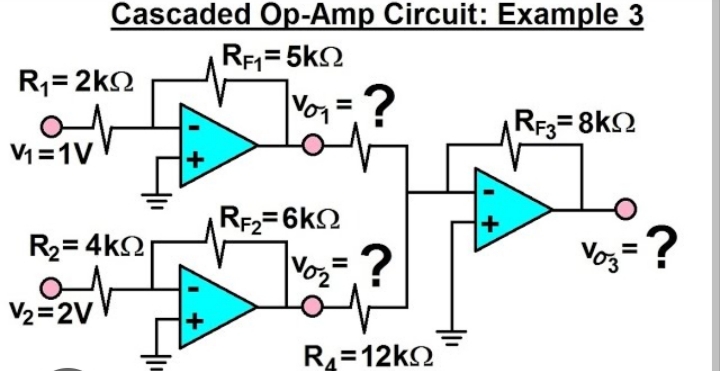 Cascaded Op-Amp Circuit: Example 3
R₁= 2kΩ
RF₁= 5kΩ
V₁=1V
-
+
Vo₁= ?
RF₃= 8kΩ
-
+
Vo₃= ?
R₂= 4kΩ
RF₂=6kΩ
V₂=2V
-
+
Vo₂= ?
R₄=12kΩ